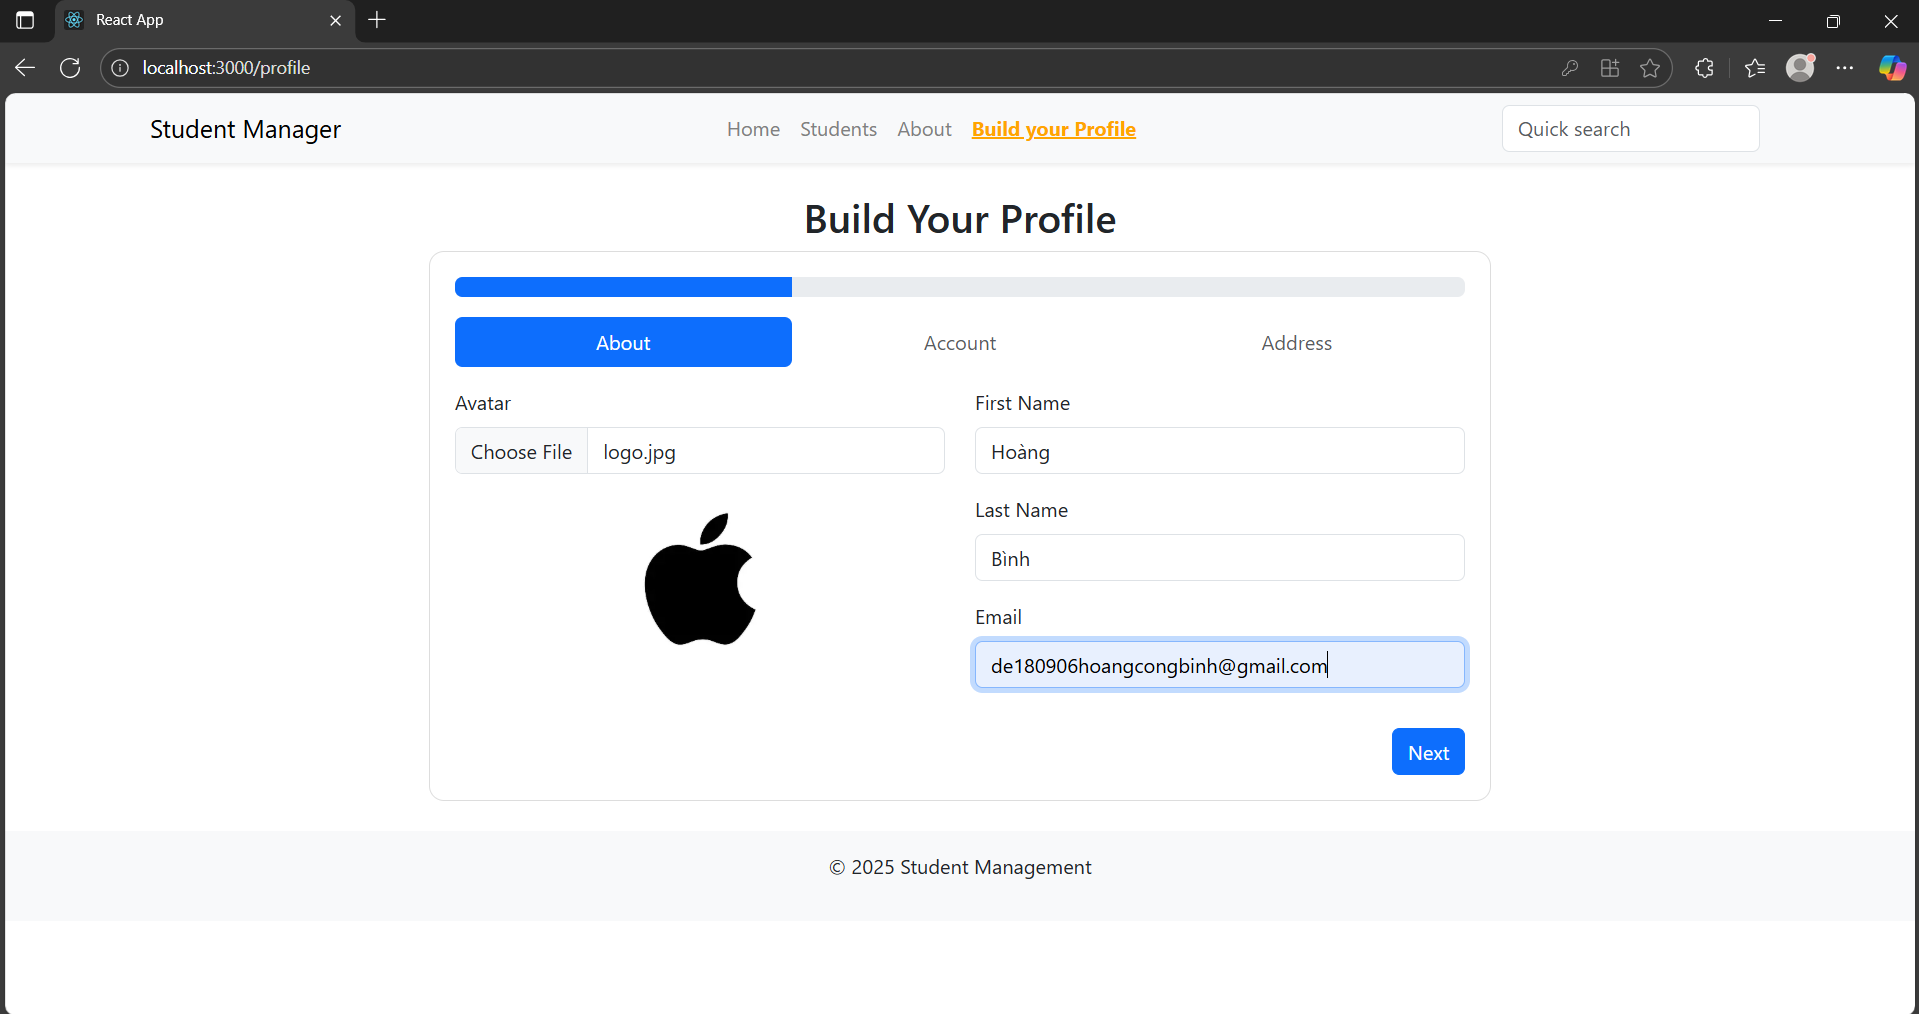 React App
localhost:3000/profile
Student Manager
Home Students About Build your Profile
Quick search
Build Your Profile
About Account Address
Avatar
Choose File logo.jpg
First Name
Hoàng
Last Name
Bình
Email
de180906hoangcongbinh@gmail.com
Next
© 2025 Student Management